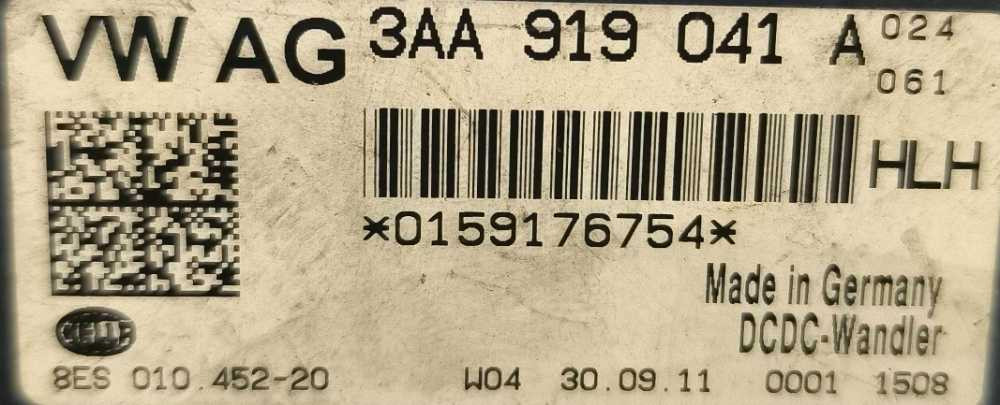 VW AG 3AA 919 041 A 024
061
HLH
*0159176754*
Made in Germany
DCDC-Wandler
HELLA
8ES 010.452-20 W04 30.09.11 0001 1508